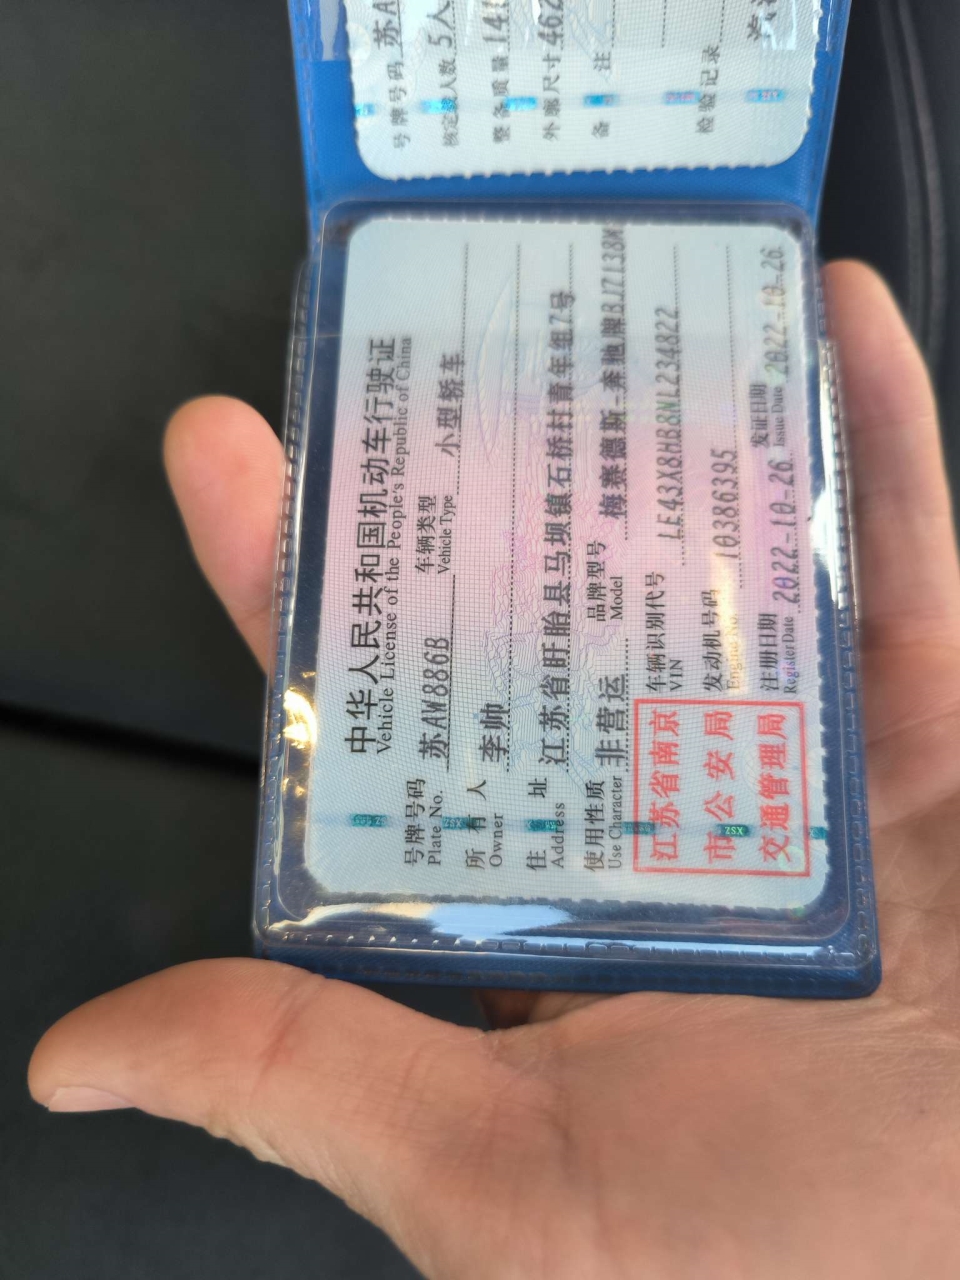 中华人民共和国机动车行驶证
Vehicle License of the People's Republic of China
号牌号码 苏AW886B 车辆类型 小型轿车
Plate No. Vehicle Type
所有人 李帅
Owner
住址 江苏省盱眙县马坝镇石桥村青年组7号
Address
使用性质 非营运 品牌型号 梅赛德斯-奔驰牌BJ7138
Use Character Model
江苏省南京
市公安局
交通管理局
车辆识别代号 LE43X8HB8NL234822
VIN
发动机号码 10386395
Engine No.
注册日期 2022-10-26 发证日期 2022-10-26
Register Date Issue Date
号牌号码 苏A
核定载人数 5人
整备质量 14
外廓尺寸 462
备注
检验记录